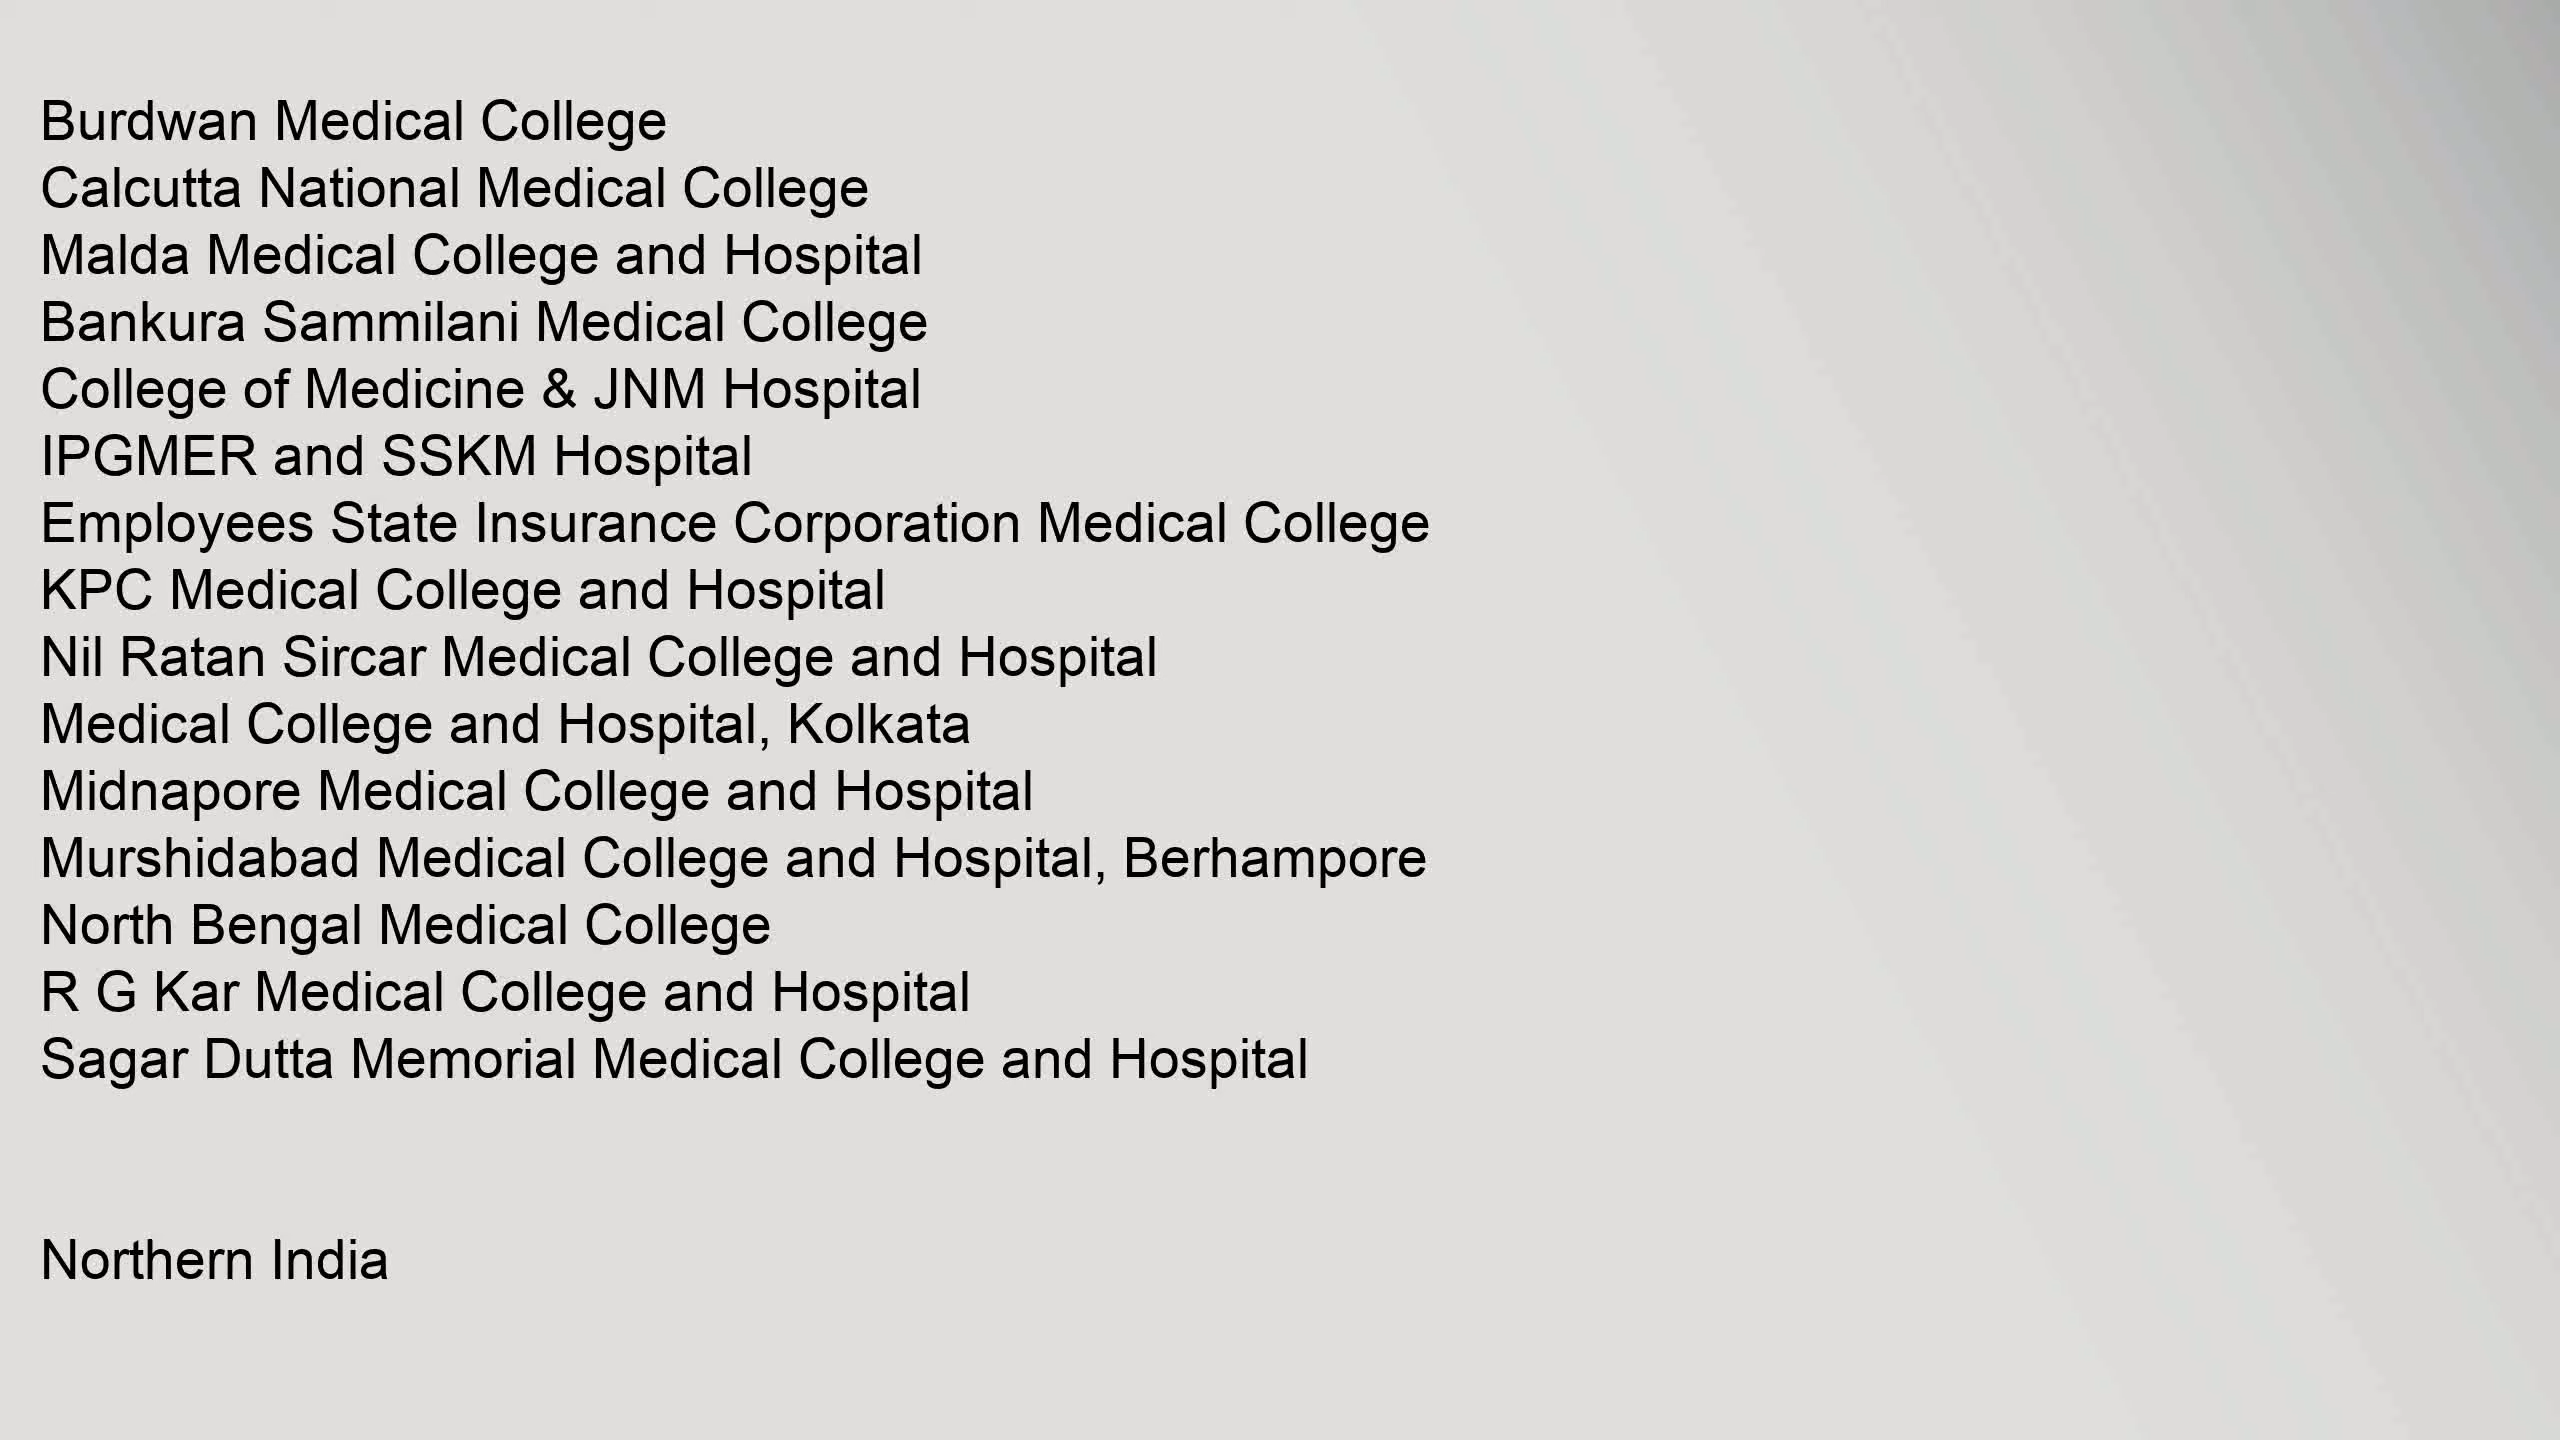 Burdwan Medical College
Calcutta National Medical College
Malda Medical College and Hospital
Bankura Sammilani Medical College
College of Medicine & JNM Hospital
IPGMER and SSKM Hospital
Employees State Insurance Corporation Medical College
KPC Medical College and Hospital
Nil Ratan Sircar Medical College and Hospital
Medical College and Hospital, Kolkata
Midnapore Medical College and Hospital
Murshidabad Medical College and Hospital, Berhampore
North Bengal Medical College
R G Kar Medical College and Hospital
Sagar Dutta Memorial Medical College and Hospital
Northern India